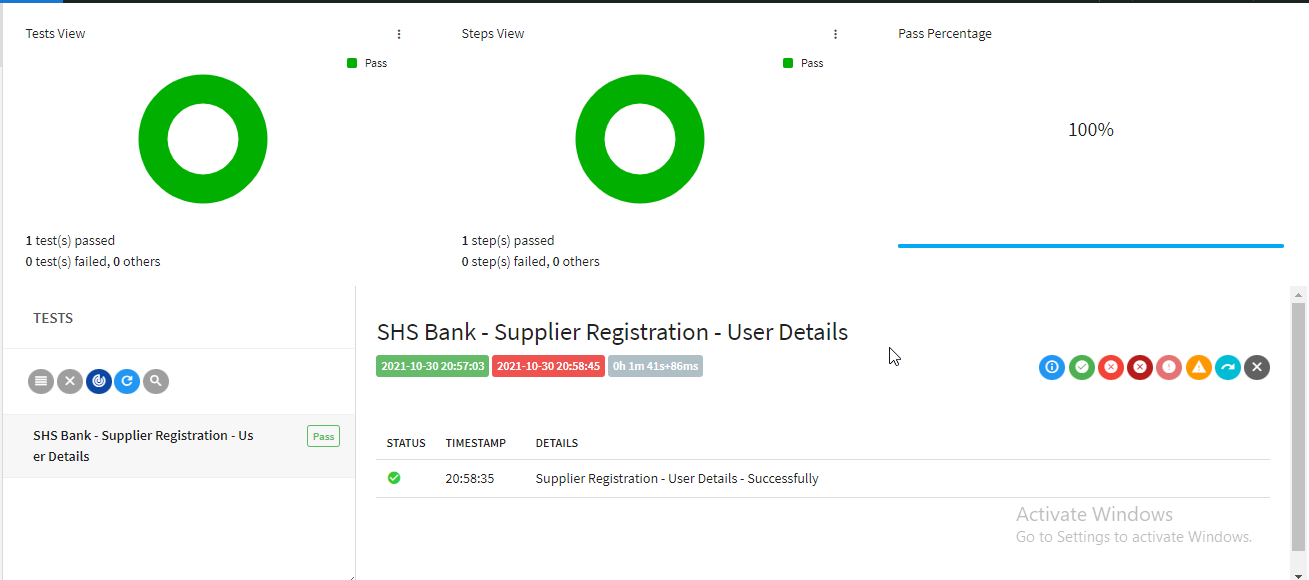 Tests View
Pass
1 test(s) passed
0 test(s) failed, 0 others
Steps View
Pass
1 step(s) passed
0 step(s) failed, 0 others
Pass Percentage
100%
TESTS
SHS Bank - Supplier Registration - Us
er Details
Pass
SHS Bank - Supplier Registration - User Details
2021-10-30 20:57:03 2021-10-30 20:58:45 0h 1m 41s+86ms
STATUS TIMESTAMP DETAILS
20:58:35 Supplier Registration - User Details - Successfully
Activate Windows
Go to Settings to activate Windows.